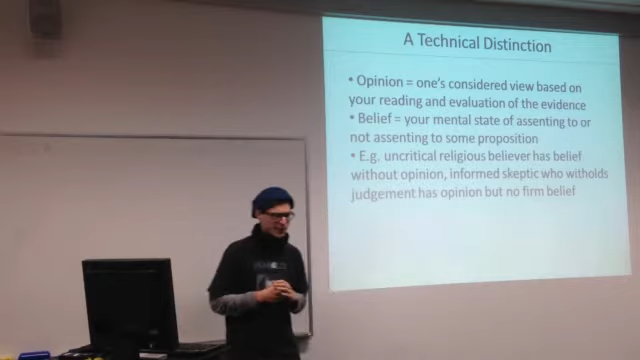 A Technical Distinction
• Opinion = one's considered view based on
your reading and evaluation of the evidence
• Belief = your mental state of assenting to or
not assenting to some proposition
• E.g. uncritical religious believer has belief
without opinion, informed skeptic who witholds
judgement has opinion but no firm belief